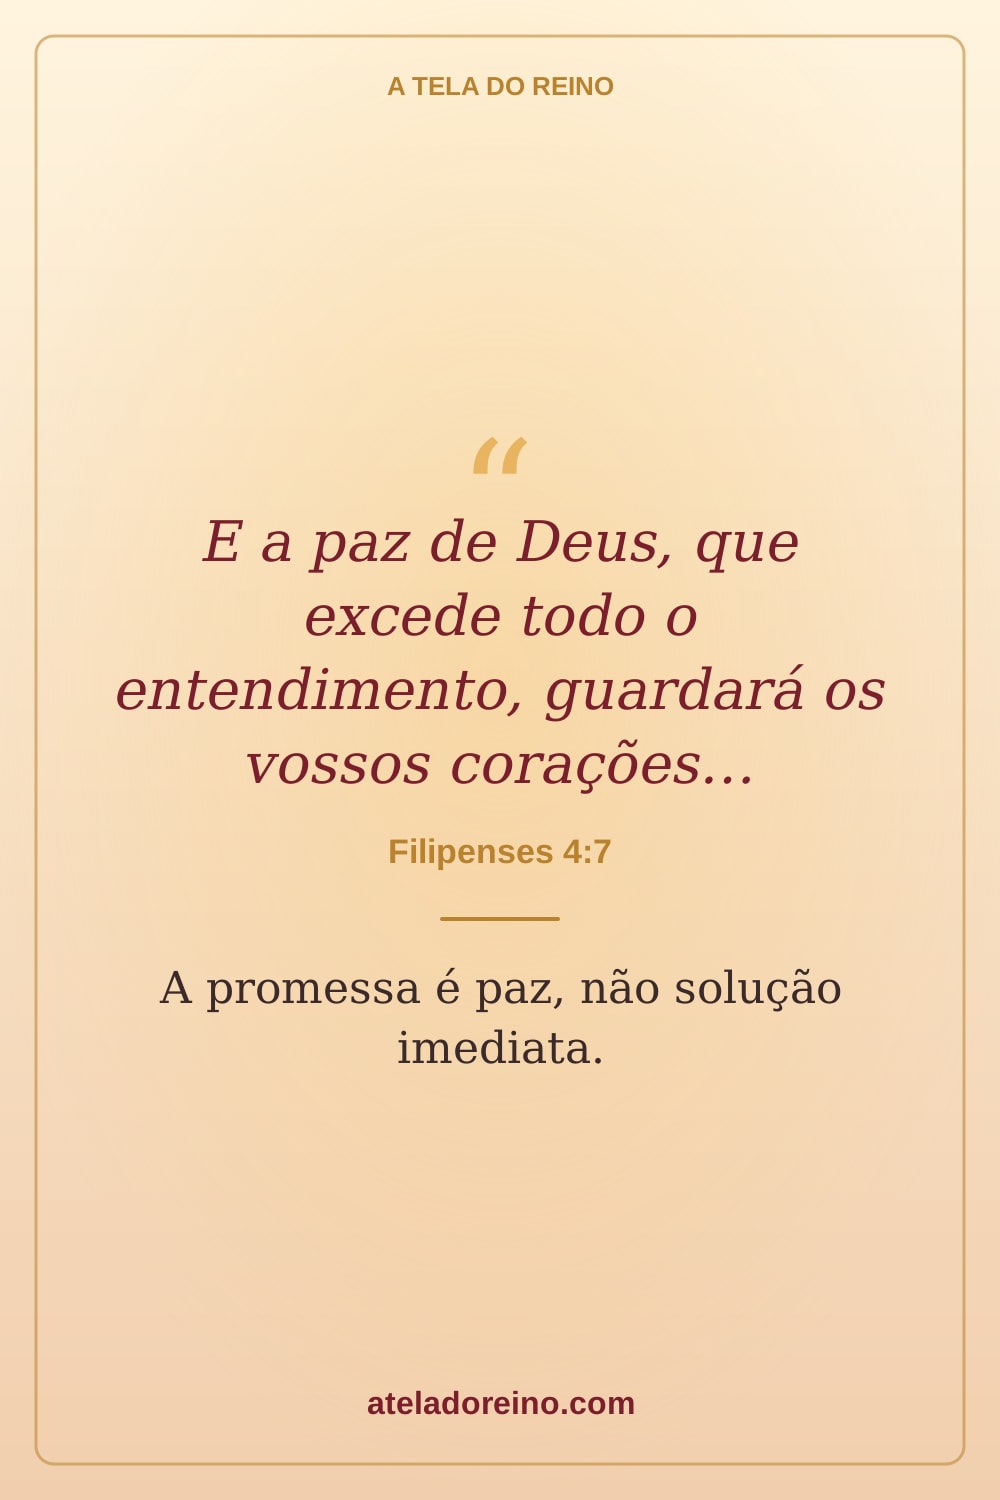 A TELA DO REINO
“
E a paz de Deus, que
excede todo o
entendimento, guardará os
vossos corações...
Filipenses 4:7
A promessa é paz, não solução
imediata.
ateladoreino.com